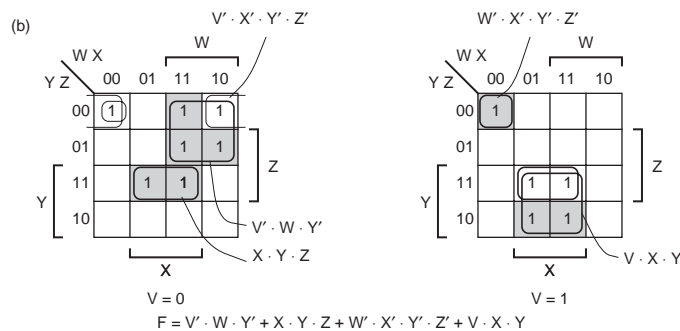 (b)
V′ · X′ · Y′ · Z′
W X
Y Z
W
00 01 11 10
00 1 1 1
01 1 1
11 1 1
10
Y
Z
V′ · W · Y′
X · Y · Z
X
V = 0
W′ · X′ · Y′ · Z′
W X
Y Z
W
00 01 11 10
00 1
01
11 1 1
10 1 1
Y
Z
V · X · Y
X
V = 1
F = V′ · W · Y′ + X · Y · Z + W′ · X′ · Y′ · Z′ + V · X · Y